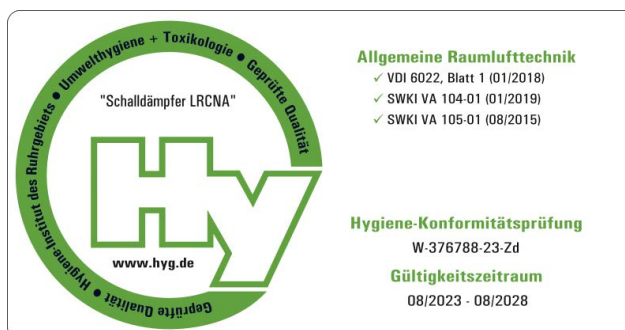 Hygiene-Institut des Ruhrgebiets • Umwelthygiene + Toxikologie • Geprüfte Qualität
"Schalldämpfer LRCNA"
Hy
www.hyg.de
Geprüfte Qualität •
Allgemeine Raumlufttechnik
✓ VDI 6022, Blatt 1 (01/2018)
✓ SWKI VA 104-01 (01/2019)
✓ SWKI VA 105-01 (08/2015)
Hygiene-Konformitätsprüfung
W-376788-23-Zd
Gültigkeitszeitraum
08/2023 - 08/2028